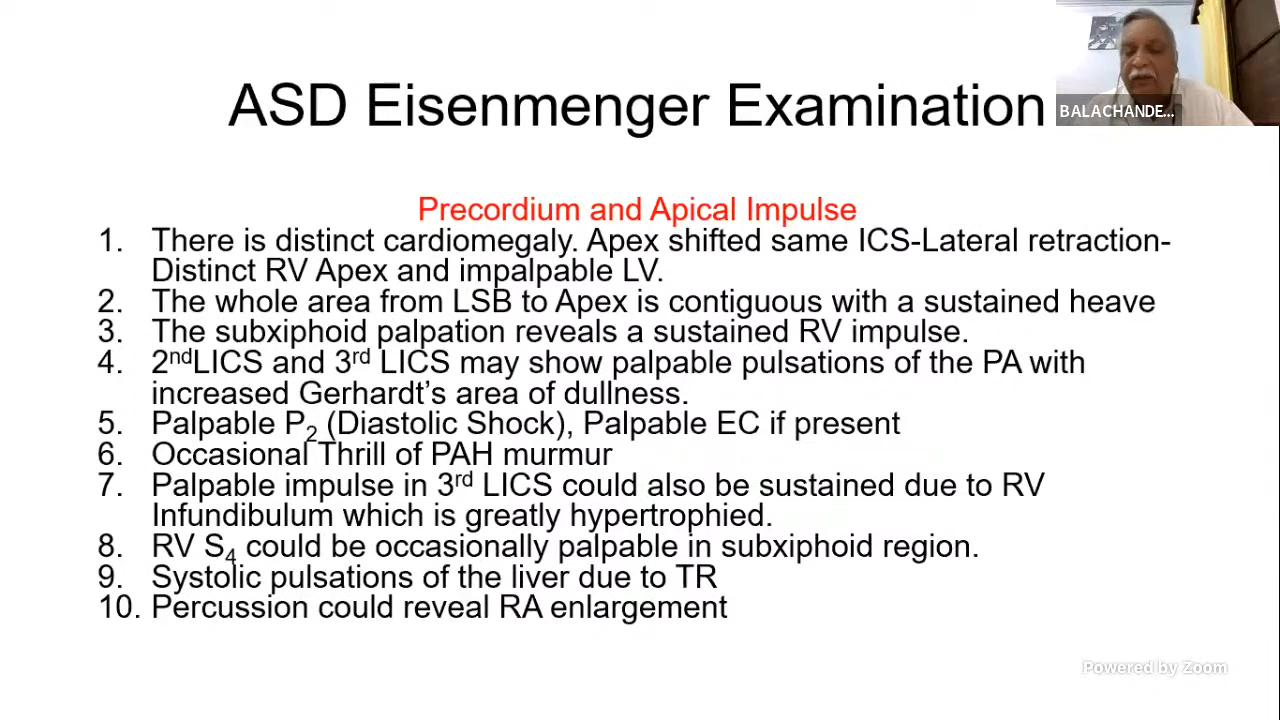 ASD Eisenmenger Examination
BALACHANDE...
Precordium and Apical Impulse
1. There is distinct cardiomegaly. Apex shifted same ICS-Lateral retraction-
Distinct RV Apex and impalpable LV.
2. The whole area from LSB to Apex is contiguous with a sustained heave
3. The subxiphoid palpation reveals a sustained RV impulse.
4. 2ndLICS and 3rd LICS may show palpable pulsations of the PA with
increased Gerhardt’s area of dullness.
5. Palpable P2 (Diastolic Shock), Palpable EC if present
6. Occasional Thrill of PAH murmur
7. Palpable impulse in 3rd LICS could also be sustained due to RV
Infundibulum which is greatly hypertrophied.
8. RV S4 could be occasionally palpable in subxiphoid region.
9. Systolic pulsations of the liver due to TR
10. Percussion could reveal RA enlargement
Powered by Zoom